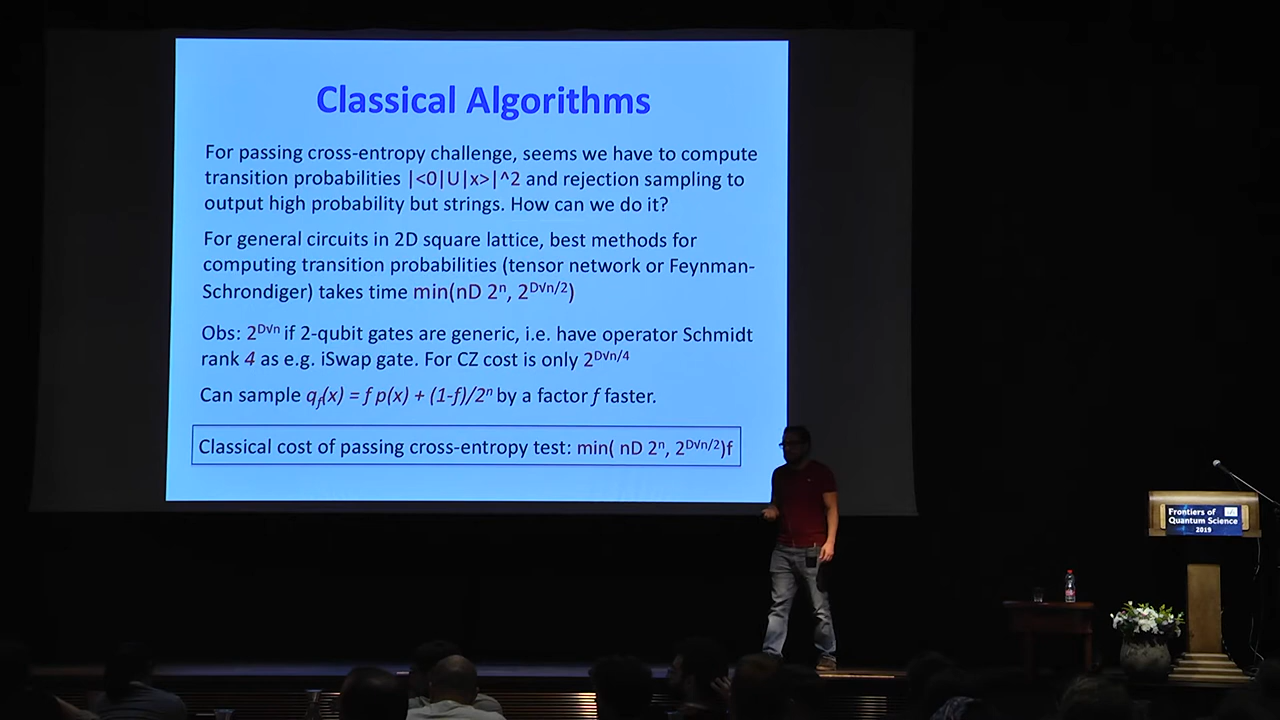 Classical Algorithms
For passing cross-entropy challenge, seems we have to compute
transition probabilities |<0|U|x>|^2 and rejection sampling to
output high probability but strings. How can we do it?
For general circuits in 2D square lattice, best methods for
computing transition probabilities (tensor network or Feynman-
Schrondiger) takes time min(nD 2ⁿ, 2^D√n/2)
Obs: 2^D√n if 2-qubit gates are generic, i.e. have operator Schmidt
rank 4 as e.g. iSwap gate. For CZ cost is only 2^D√n/4
Can sample q_f(x) = f p(x) + (1-f)/2ⁿ by a factor f faster.
Classical cost of passing cross-entropy test: min( nD 2ⁿ, 2^D√n/2)f
Frontiers of
Quantum Science
2019